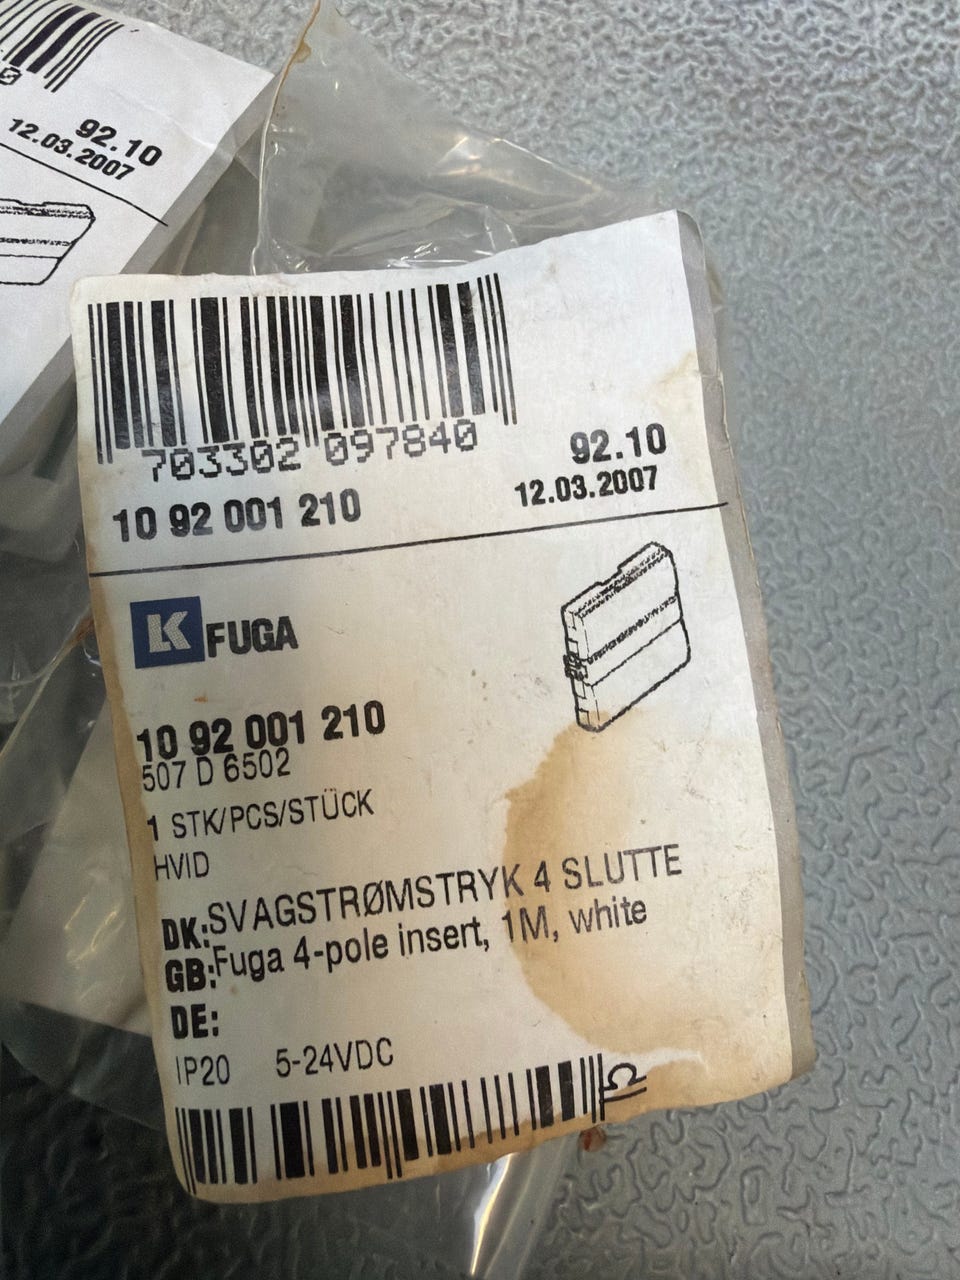 92.10
12.03.2007
703302 097840
92.10
10 92 001 210
12.03.2007
K FUGA
10 92 001 210
507 D 6502
1 STK/PCS/STÜCK
HVID
DK:SVAGSTRØMSTRYK 4 SLUTTE
GB:Fuga 4-pole insert, 1M, white
DE:
IP20 5-24VDC